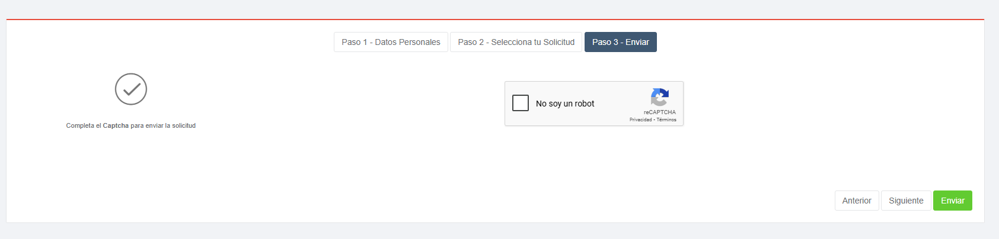 Paso 1 - Datos Personales
Paso 2 - Selecciona tu Solicitud
Paso 3 - Enviar
Completa el Captcha para enviar la solicitud
No soy un robot
reCAPTCHA
Privacidad - Términos
Anterior
Siguiente
Enviar